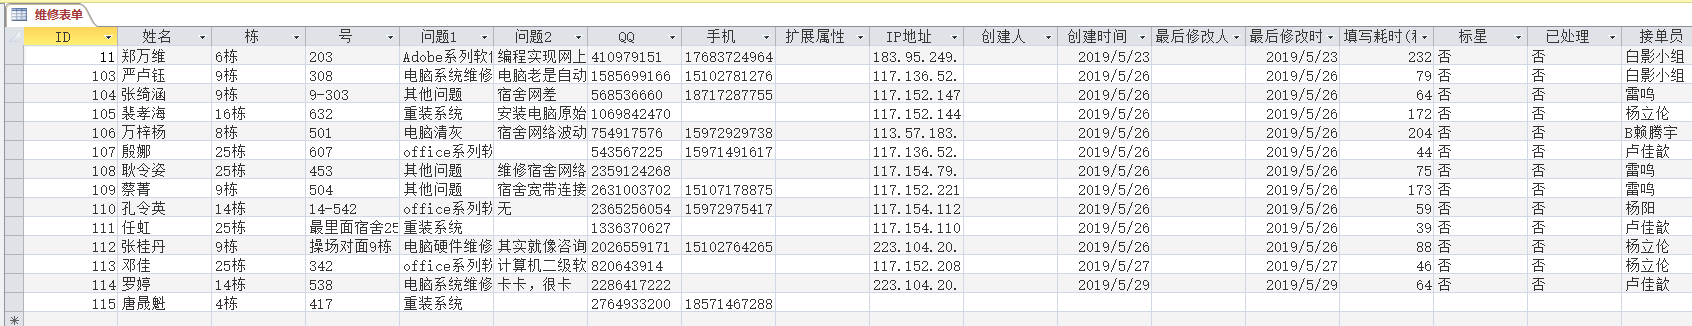 维修表单
ID 姓名 栋 号 问题1 问题2 QQ 手机 扩展属性 IP地址 创建人 创建时间 最后修改人 最后修改时 填写耗时(秒 标星 已处理 接单员
11 郑万维 6栋 203 Adobe系列软 编程实现网上 410979151 17683724964 183.95.249. 2019/5/23 2019/5/23 232 否 否 白影小组
103 严卢钰 9栋 308 电脑系统维修 电脑老是自动 1585699166 15102781276 117.136.52. 2019/5/26 2019/5/26 79 否 否 白影小组
104 张绮涵 9栋 9-303 其他问题 宿舍网差 568536660 18717287755 117.152.147 2019/5/26 2019/5/26 64 否 否 雷鸣
105 裴孝海 16栋 632 重装系统 安装电脑原始 1069842470 117.152.144 2019/5/26 2019/5/26 172 否 否 杨立伦
106 万梓杨 8栋 501 电脑清灰 宿舍网络波动 754917576 15972929738 113.57.183. 2019/5/26 2019/5/26 204 否 否 B赖腾宇
107 殷娜 25栋 607 office系列软 543567225 15971491617 117.136.52. 2019/5/26 2019/5/26 44 否 否 卢佳歆
108 耿令姿 25栋 453 其他问题 维修宿舍网络 2359124268 117.154.79. 2019/5/26 2019/5/26 75 否 否 雷鸣
109 蔡菁 9栋 504 其他问题 宿舍宽带连接 2631003702 15107178875 117.152.221 2019/5/26 2019/5/26 173 否 否 雷鸣
110 孔令英 14栋 14-542 office系列软 无 2365256054 15972975417 117.154.112 2019/5/26 2019/5/26 59 否 否 杨阳
111 任虹 25栋 最里面宿舍25 重装系统 1336370627 117.154.110 2019/5/26 2019/5/26 39 否 否 卢佳歆
112 张桂丹 9栋 操场对面9栋 电脑硬件维修 其实就像咨询 2026559171 15102764265 223.104.20. 2019/5/26 2019/5/26 88 否 否 杨立伦
113 邓佳 25栋 342 office系列软 计算机二级软 820643914 117.152.208 2019/5/27 2019/5/27 46 否 否 杨立伦
114 罗婷 14栋 538 电脑系统维修 卡卡，很卡 2286417222 223.104.20. 2019/5/29 2019/5/29 64 否 否 卢佳歆
115 唐晟魁 4栋 417 重装系统 2764933200 18571467288